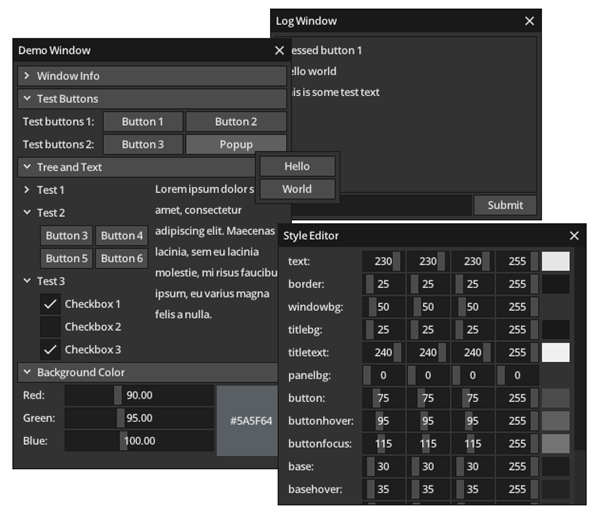 Log Window
essed button 1
llo world
is is some test text
Submit
Demo Window
Window Info
Test Buttons
Test buttons 1: Button 1 Button 2
Test buttons 2: Button 3 Popup
Hello
World
Tree and Text
Test 1
Test 2
Button 3 Button 4
Button 5 Button 6
Test 3
Checkbox 1
Checkbox 2
Checkbox 3
Lorem ipsum dolor s
amet, consectetur
adipiscing elit. Maecenas
lacinia, sem eu lacinia
molestie, mi risus faucibu
ipsum, eu varius magna
felis a nulla.
Background Color
Red: 90.00
Green: 95.00
Blue: 100.00
#5A5F64
Style Editor
text: 230 230 230 255
border: 25 25 25 255
windowbg: 50 50 50 255
titlebg: 25 25 25 255
titletext: 240 240 240 255
panelbg: 0 0 0 0
button: 75 75 75 255
buttonhover: 95 95 95 255
buttonfocus: 115 115 115 255
base: 30 30 30 255
basehover: 35 35 35 255